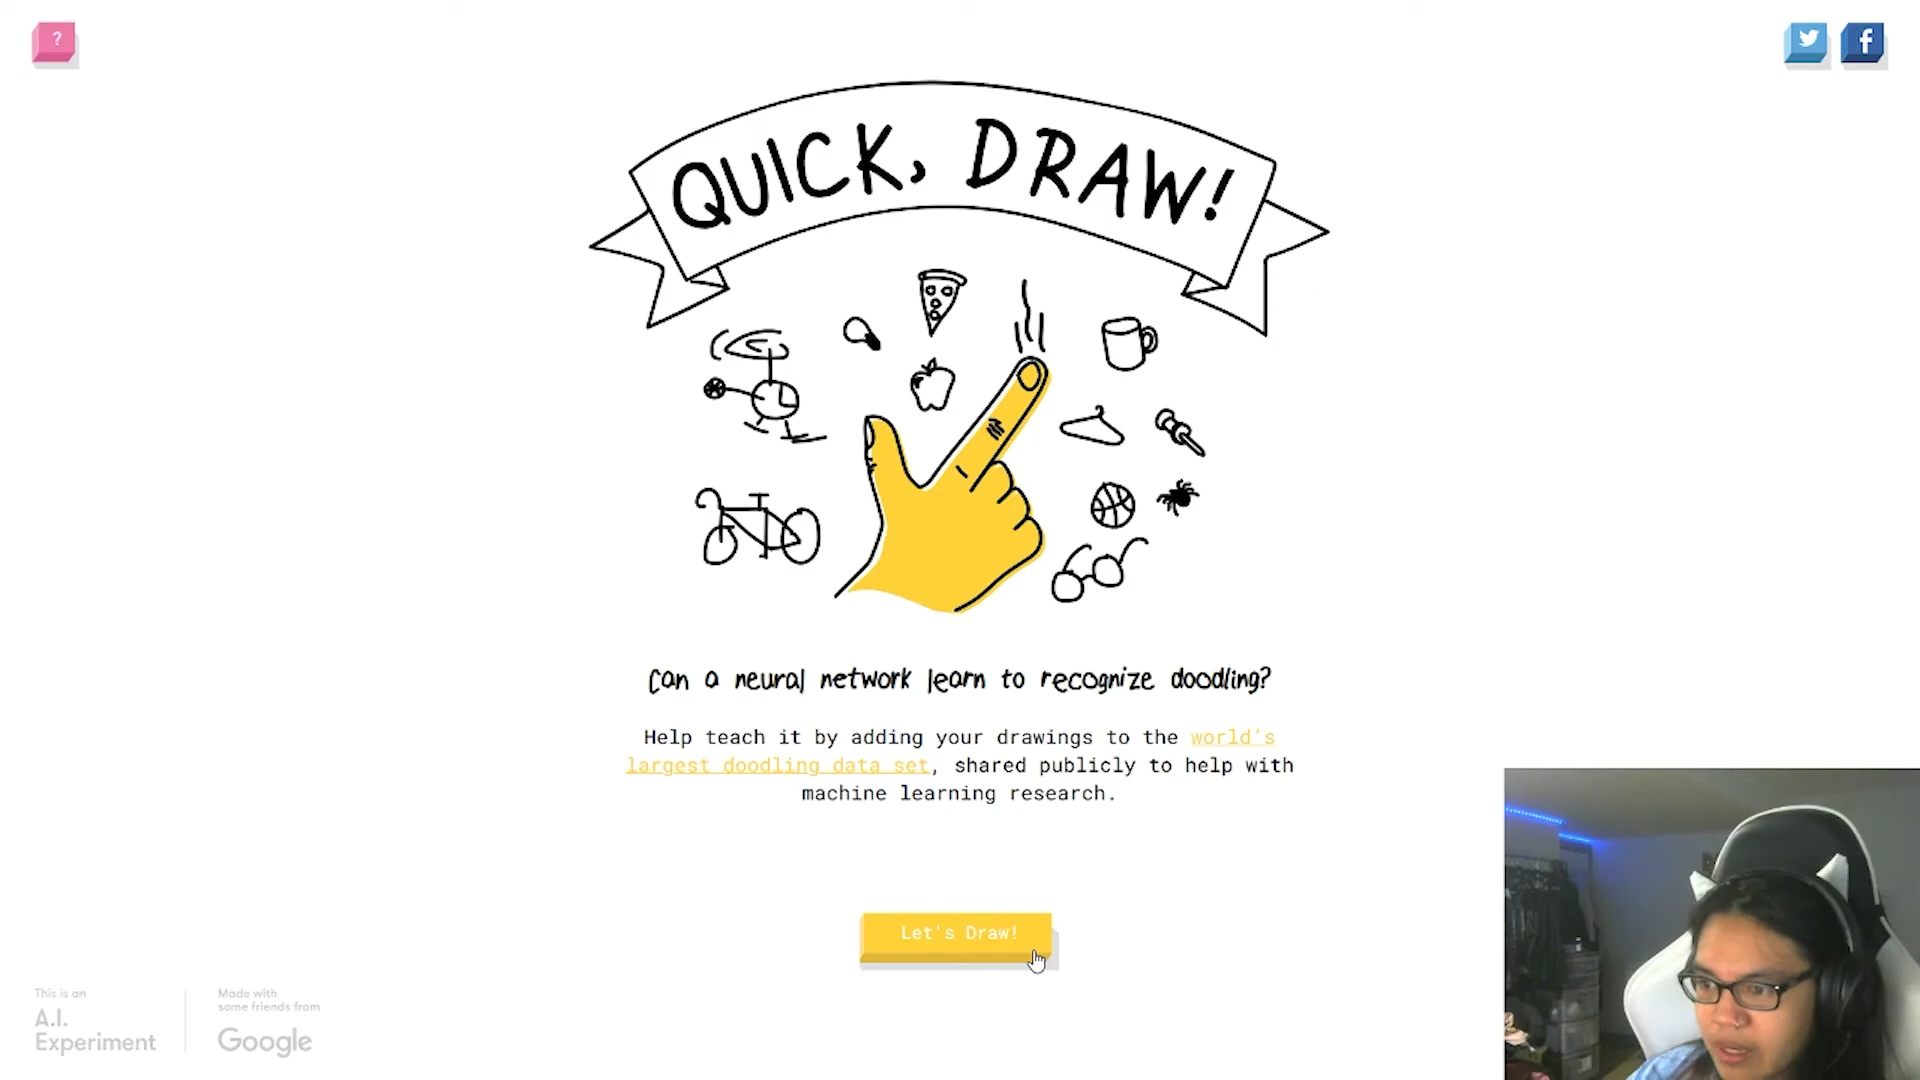 ?
QUICK, DRAW!
Can a neural network learn to recognize doodling?
Help teach it by adding your drawings to the world's
largest doodling data set, shared publicly to help with
machine learning research.
Let's Draw!
This is an
A.I.
Experiment
Made with
some friends from
Google